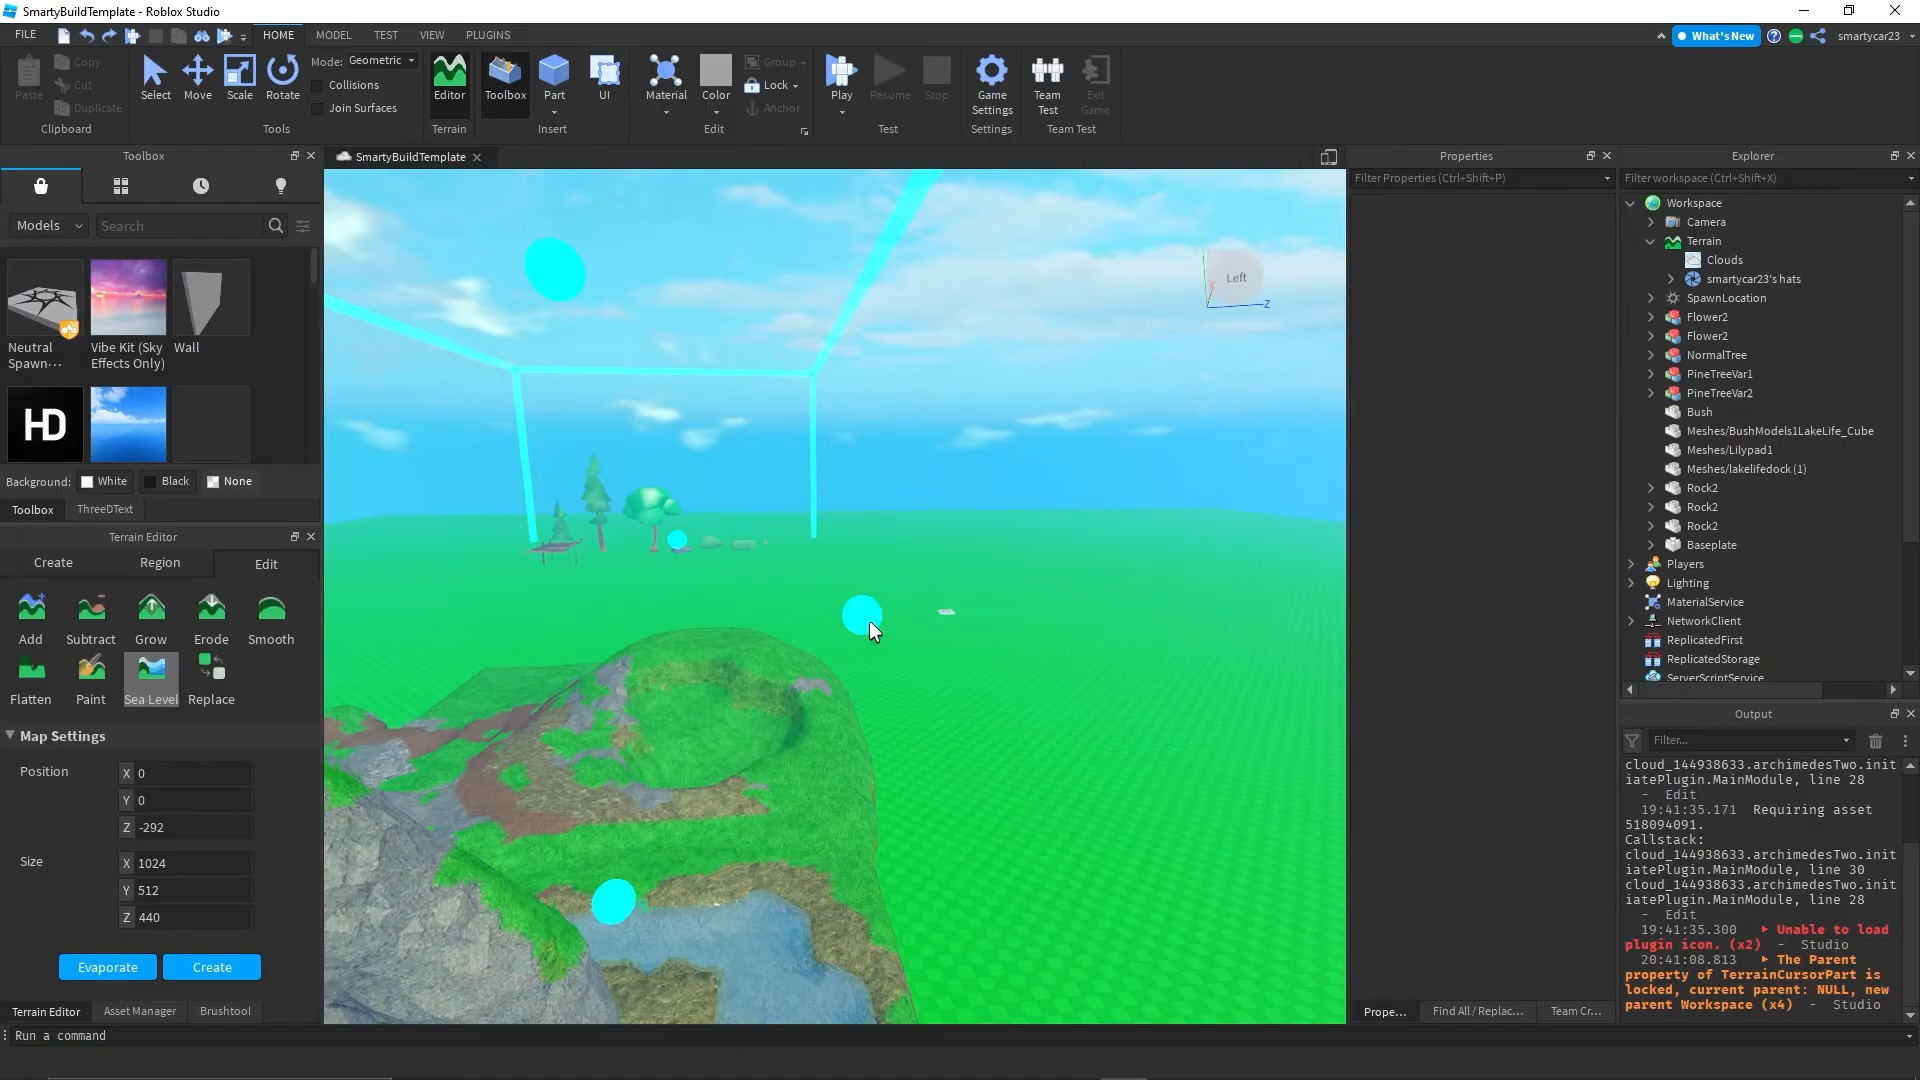 SmartyBuildTemplate - Roblox Studio
FILE
HOME
MODEL
TEST
VIEW
PLUGINS
What's New
smartycar23
Paste
Copy
Cut
Duplicate
Clipboard
Select
Move
Scale
Rotate
Mode: Geometric
Collisions
Join Surfaces
Tools
Editor
Terrain
Toolbox
Part
UI
Insert
Material
Color
Group
Lock
Anchor
Edit
Play
Resume
Stop
Test
Game
Settings
Settings
Team
Test
Exit
Game
Team Test
Toolbox
Models
Search
Neutral
Spawn...
Vibe Kit (Sky
Effects Only)
Wall
HD
Background:
White
Black
None
Toolbox
ThreeDText
Terrain Editor
Create
Region
Edit
Add
Subtract
Grow
Erode
Smooth
Flatten
Paint
Sea Level
Replace
Map Settings
Position
X 0
Y 0
Z -292
Size
X 1024
Y 512
Z 440
Evaporate
Create
Terrain Editor
Asset Manager
Brushtool
Run a command
SmartyBuildTemplate
Left
X
Z
Properties
Filter Properties (Ctrl+Shift+P)
Prope...
Find All / Replac...
Team Cr...
Explorer
Filter workspace (Ctrl+Shift+X)
Workspace
Camera
Terrain
Clouds
smartycar23's hats
SpawnLocation
Flower2
Flower2
NormalTree
PineTreeVar1
PineTreeVar2
Bush
Meshes/BushModels1LakeLife_Cube
Meshes/Lilypad1
Meshes/lakelifedock (1)
Rock2
Rock2
Rock2
Baseplate
Players
Lighting
MaterialService
NetworkClient
ReplicatedFirst
ReplicatedStorage
ServerScriptService
Output
Filter...
cloud_144938633.archimedesTwo.init
iatePlugin.MainModule, line 28
- Edit
19:41:35.171 Requiring asset
518094091.
Callstack:
cloud_144938633.archimedesTwo.init
iatePlugin.MainModule, line 30
cloud_144938633.archimedesTwo.init
iatePlugin.MainModule, line 28
- Edit
19:41:35.300 Unable to load
plugin icon. (x2) - Studio
20:41:08.813 The Parent
property of TerrainCursorPart is
locked, current parent: NULL, new
parent Workspace (x4) - Studio